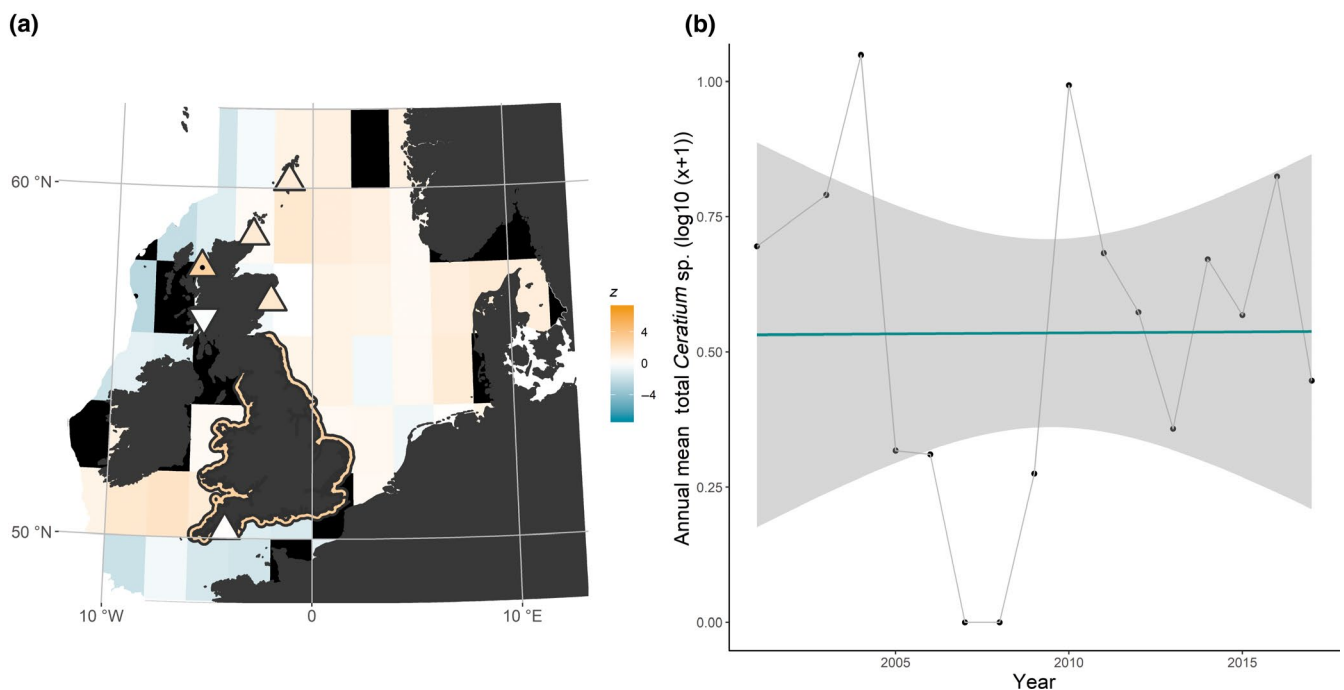 (a)
60 °N
50 °N
10 °W
0
10 °E
z
4
0
−4
(b)
Annual mean total Ceratium sp. (log10 (x+1))
1.00
0.75
0.50
0.25
0.00
2005
2010
2015
Year